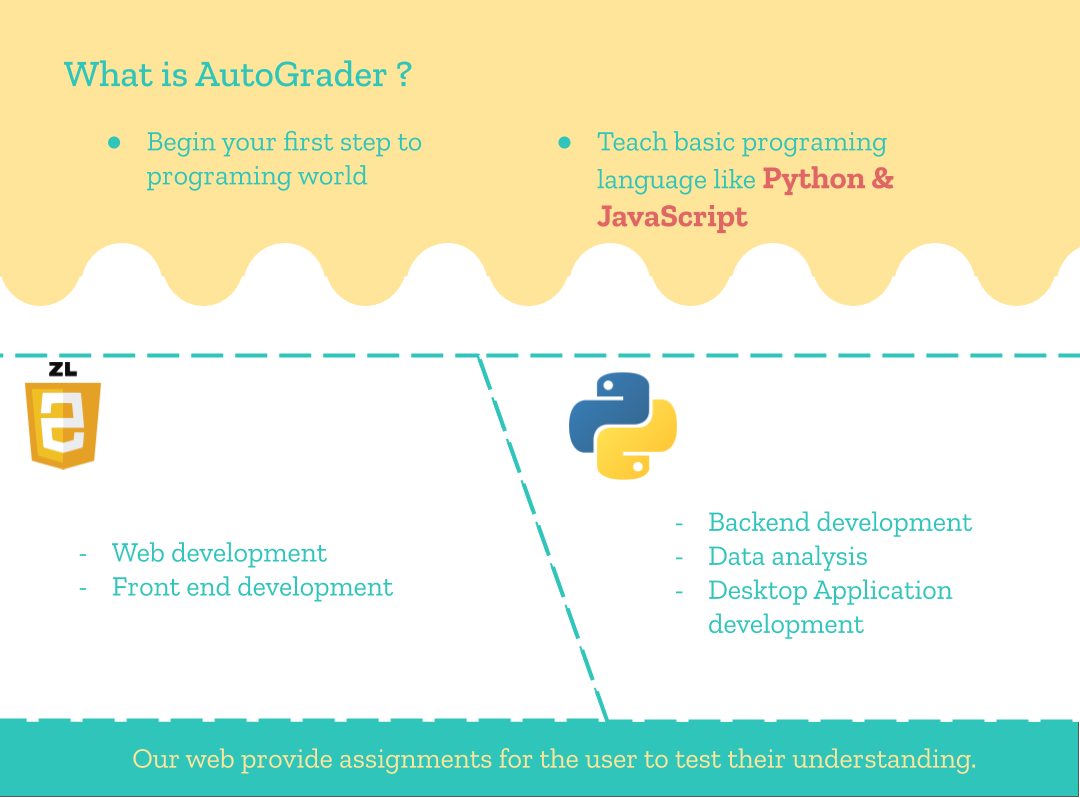 What is AutoGrader ?
● Begin your first step to
programing world
● Teach basic programing
language like Python &
JavaScript
ZL
- Web development
- Front end development
- Backend development
- Data analysis
- Desktop Application
development
Our web provide assignments for the user to test their understanding.